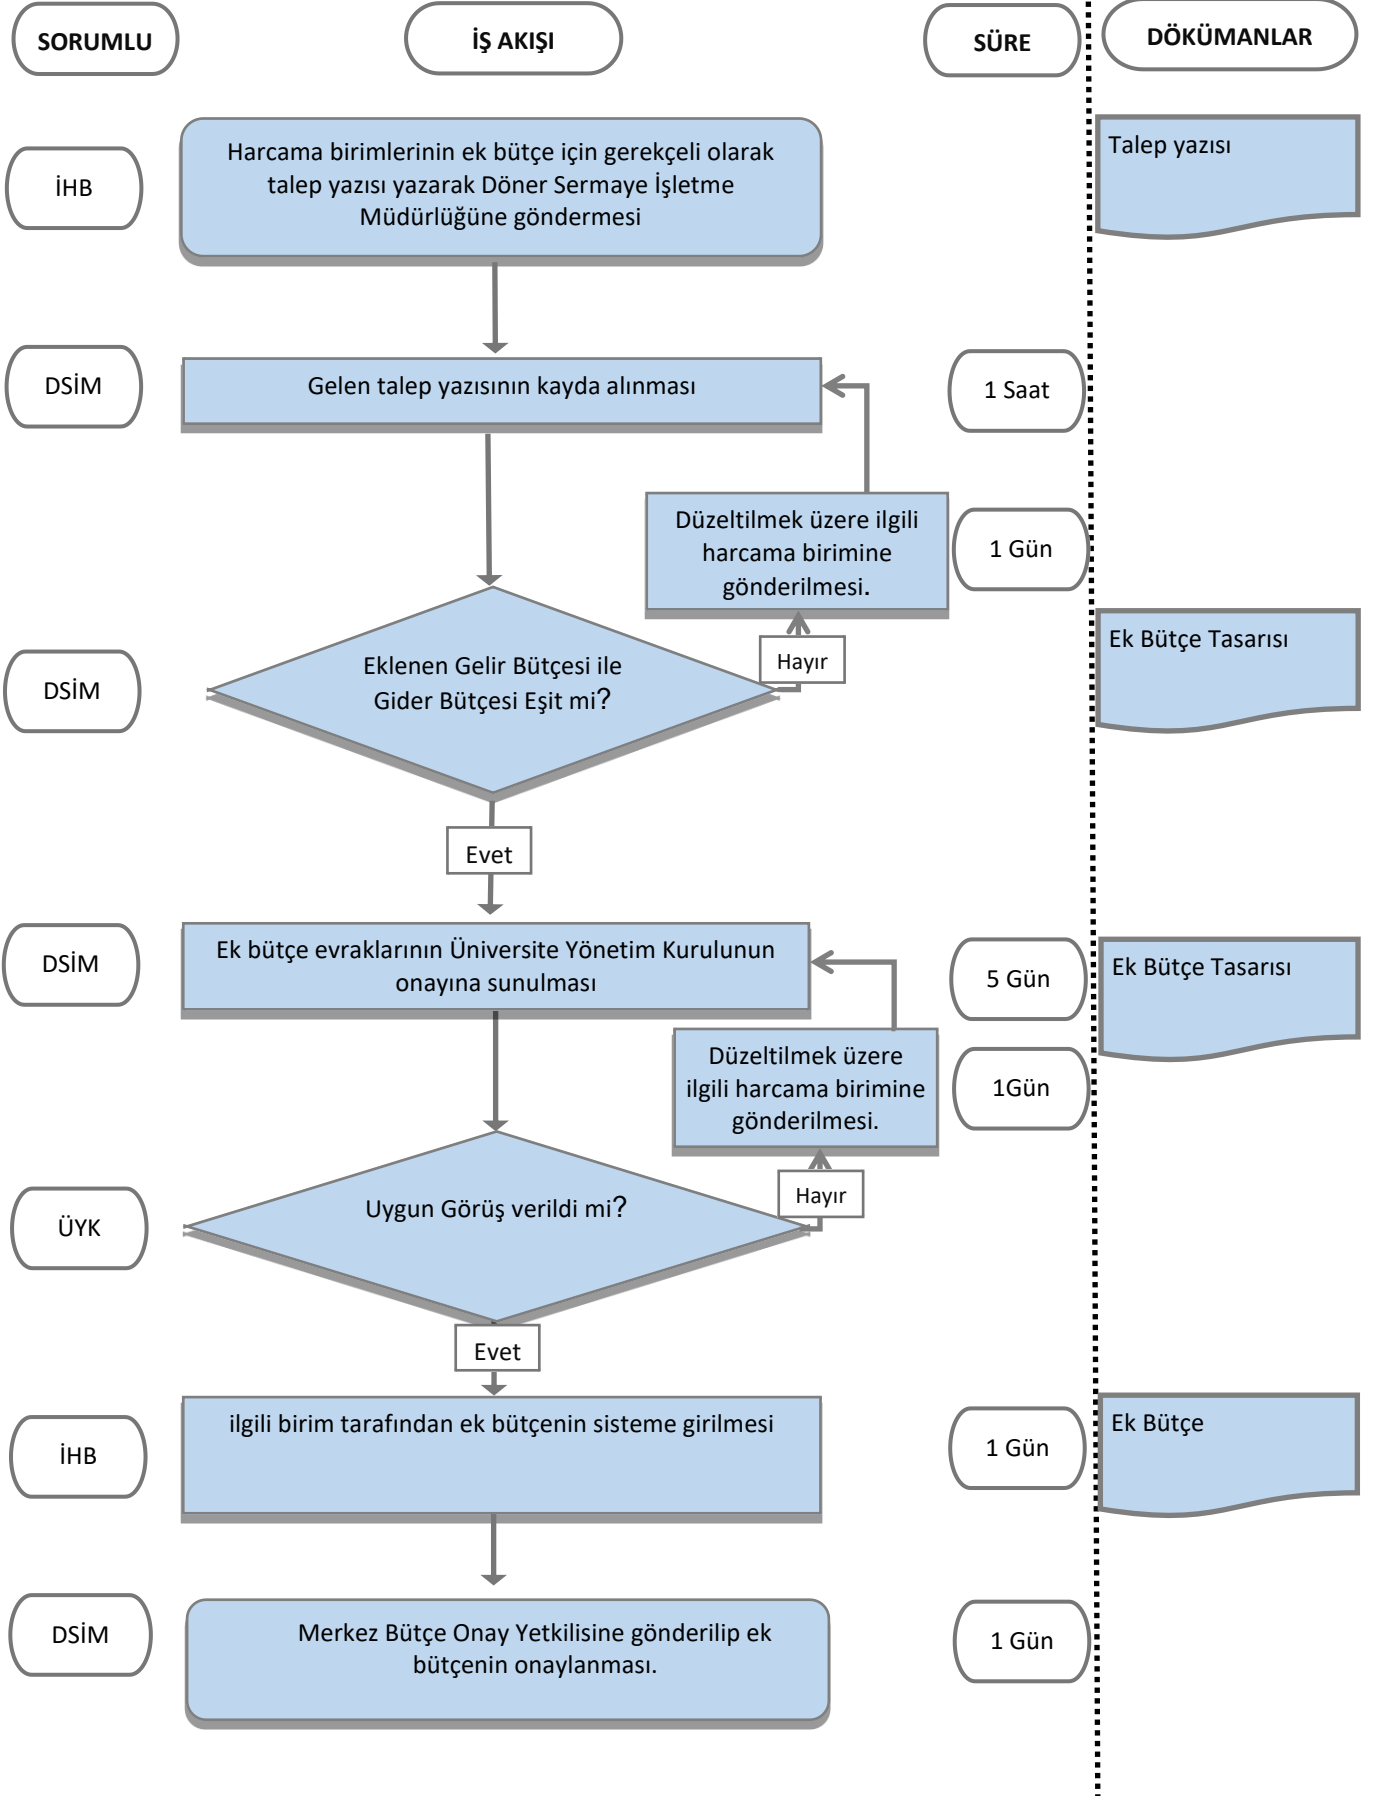 SORUMLU
İŞ AKIŞI
SÜRE
DÖKÜMANLAR
İHB
Harcama birimlerinin ek bütçe için gerekçeli olarak
talep yazısı yazarak Döner Sermaye İşletme
Müdürlüğüne göndermesi
Talep yazısı
DSİM
Gelen talep yazısının kayda alınması
1 Saat
Düzeltilmek üzere ilgili
harcama birimine
gönderilmesi.
1 Gün
Hayır
DSİM
Eklenen Gelir Bütçesi ile
Gider Bütçesi Eşit mi?
Ek Bütçe Tasarısı
Evet
DSİM
Ek bütçe evraklarının Üniversite Yönetim Kurulunun
onayına sunulması
5 Gün
Ek Bütçe Tasarısı
Düzeltilmek üzere
ilgili harcama birimine
gönderilmesi.
1Gün
Hayır
ÜYK
Uygun Görüş verildi mi?
Evet
İHB
ilgili birim tarafından ek bütçenin sisteme girilmesi
1 Gün
Ek Bütçe
DSİM
Merkez Bütçe Onay Yetkilisine gönderilip ek
bütçenin onaylanması.
1 Gün